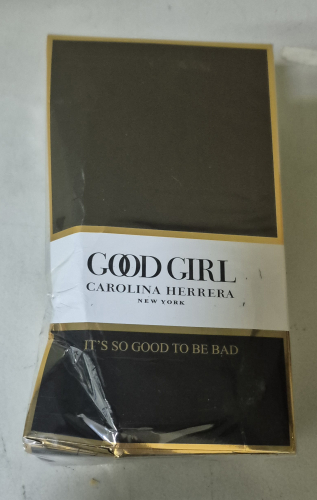 GOOD GIRL
CAROLINA HERRERA
NEW YORK
IT'S SO GOOD TO BE BAD